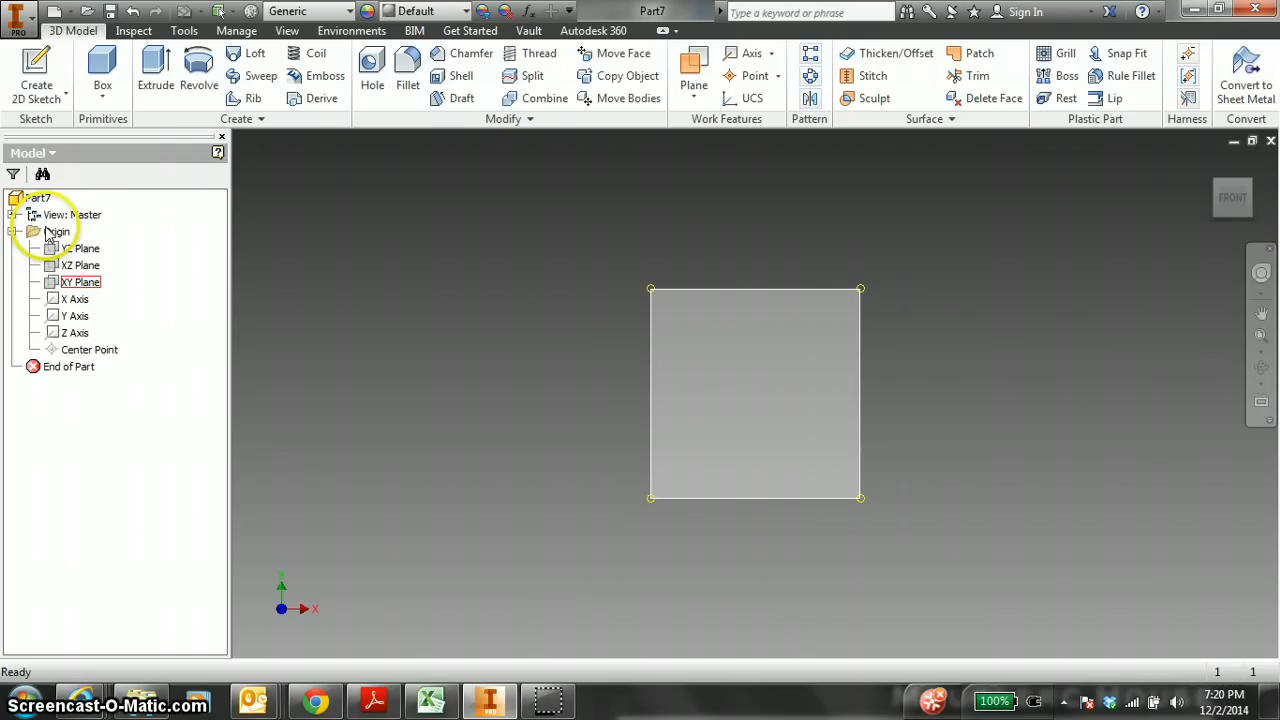 Generic Default Part7 Type a keyword or phrase Sign In
PRO 3D Model Inspect Tools Manage View Environments BIM Get Started Vault Autodesk 360
Create 2D Sketch Box Extrude Revolve Loft Coil Hole Fillet Chamfer Thread Move Face Plane Axis Thicken/Offset Patch Grill Snap Fit Convert to Sheet Metal
Sweep Emboss Shell Split Copy Object Point Stitch Trim Boss Rule Fillet
Rib Derive Draft Combine Move Bodies UCS Sculpt Delete Face Rest Lip
Sketch Primitives Create Modify Work Features Pattern Surface Plastic Part Harness Convert
Model
Part7
View: Master
Origin
YZ Plane
XZ Plane
XY Plane
X Axis
Y Axis
Z Axis
Center Point
End of Part
FRONT
X
Ready 1 1
Screencast-O-Matic.com
PRO
100%
7:20 PM
12/2/2014